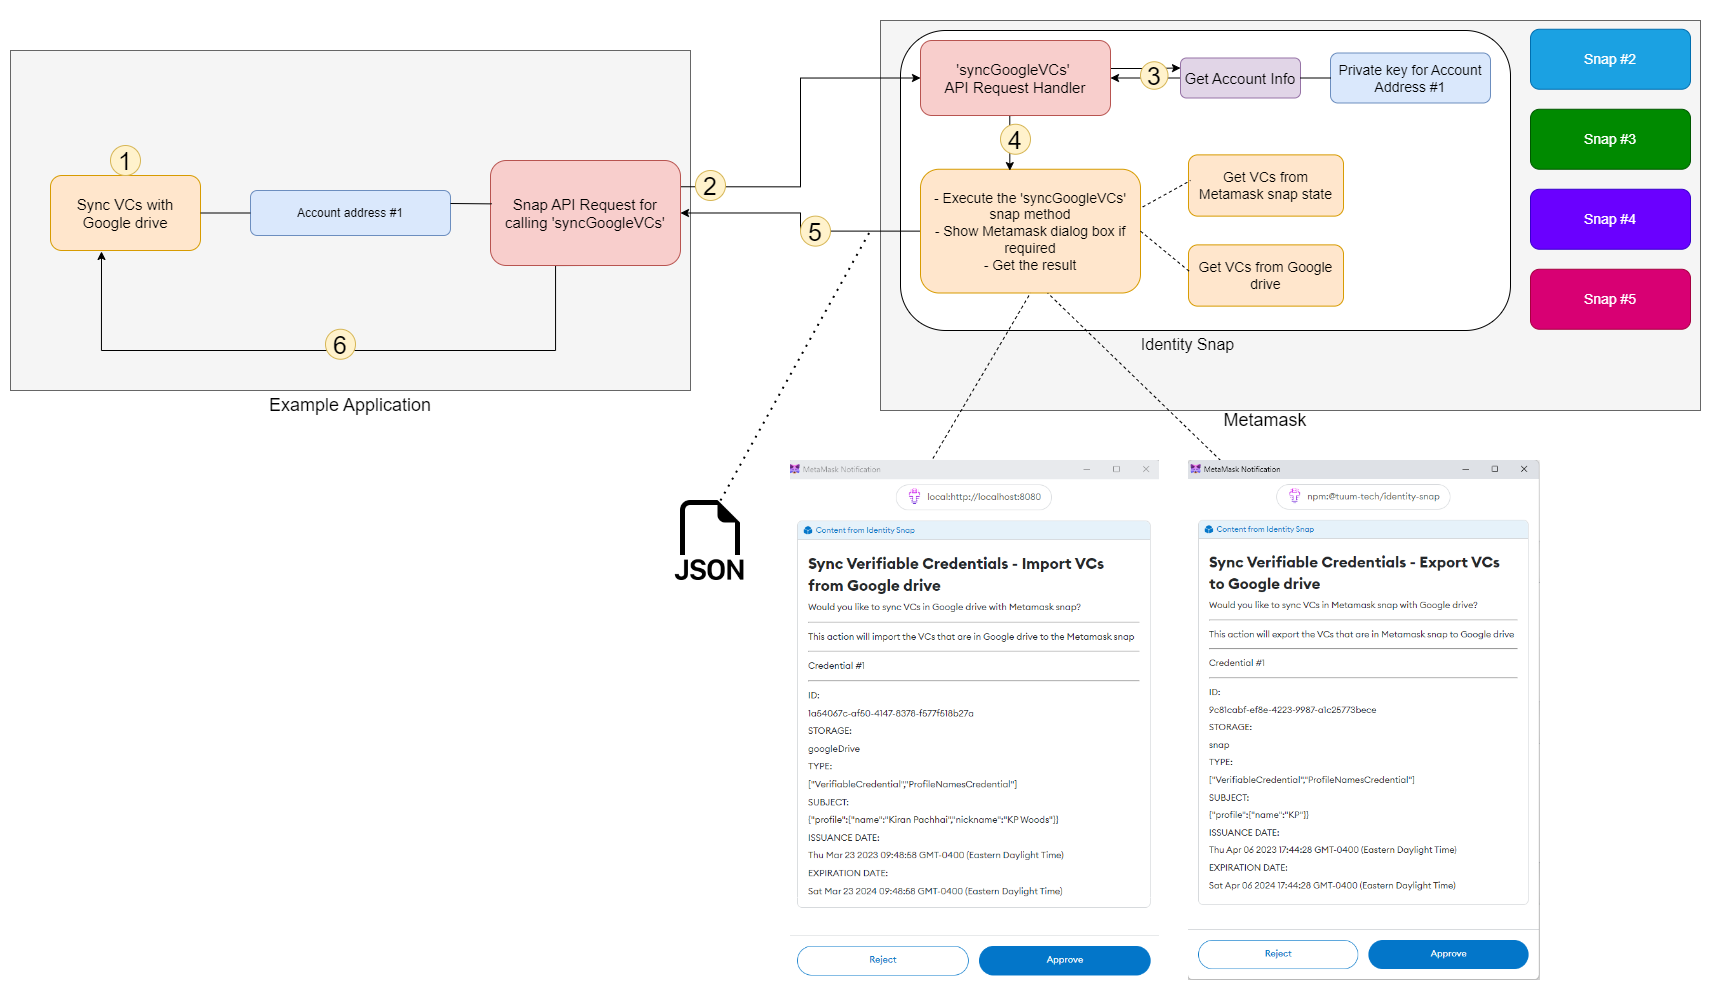 1
Sync VCs with
Google drive
Account address #1
Snap API Request for
calling 'syncGoogleVCs'
2
5
6
Example Application
'syncGoogleVCs'
API Request Handler
3
Get Account Info
Private key for Account
Address #1
4
- Execute the 'syncGoogleVCs'
snap method
- Show Metamask dialog box if
required
- Get the result
Get VCs from
Metamask snap state
Get VCs from Google
drive
Identity Snap
Snap #2
Snap #3
Snap #4
Snap #5
Metamask
JSON
MetaMask Notification
local:http://localhost:8080
Content from Identity Snap
Sync Verifiable Credentials - Import VCs
from Google drive
Would you like to sync VCs in Google drive with Metamask snap?
This action will import the VCs that are in Google drive to the Metamask snap
Credential #1
ID:
1a54067c-af50-4147-8378-f577f518b27a
STORAGE:
googleDrive
TYPE:
["VerifiableCredential","ProfileNamesCredential"]
SUBJECT:
{"profile":{"name":"Kiran Pachhai","nickname":"KP Woods"}}
ISSUANCE DATE:
Thu Mar 23 2023 09:48:58 GMT-0400 (Eastern Daylight Time)
EXPIRATION DATE:
Sat Mar 23 2024 09:48:58 GMT-0400 (Eastern Daylight Time)
Reject
Approve
MetaMask Notification
npm:@tuum-tech/identity-snap
Content from Identity Snap
Sync Verifiable Credentials - Export VCs
to Google drive
Would you like to sync VCs in Metamask snap with Google drive?
This action will export the VCs that are in Metamask snap to Google drive
Credential #1
ID:
9c81cabf-ef8e-4223-9987-a1c25773bece
STORAGE:
snap
TYPE:
["VerifiableCredential","ProfileNamesCredential"]
SUBJECT:
{"profile":{"name":"KP"}}
ISSUANCE DATE:
Thu Apr 06 2023 17:44:28 GMT-0400 (Eastern Daylight Time)
EXPIRATION DATE:
Sat Apr 06 2024 17:44:28 GMT-0400 (Eastern Daylight Time)
Reject
Approve